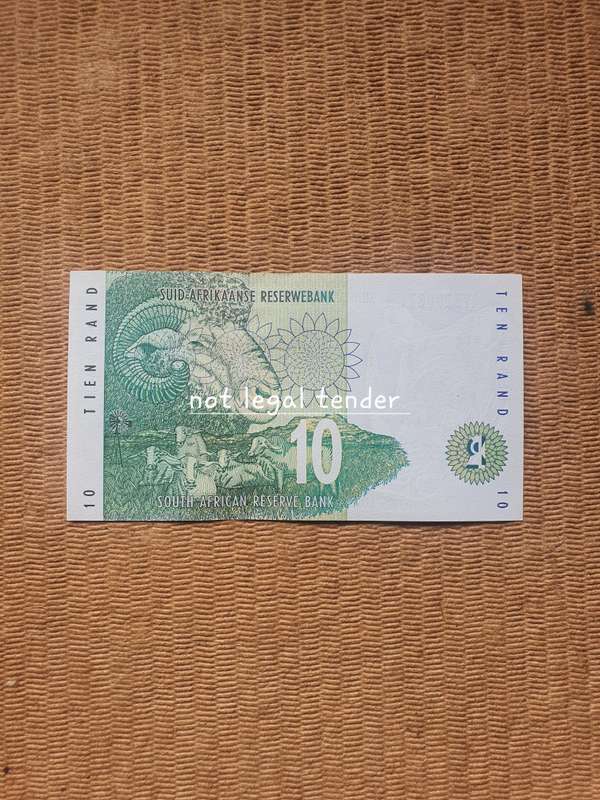 SUID-AFRIKAANSE RESERWEBANK
TIEN RAND
10
not legal tender
10
SOUTH AFRICAN RESERVE BANK
TEN RAND
10